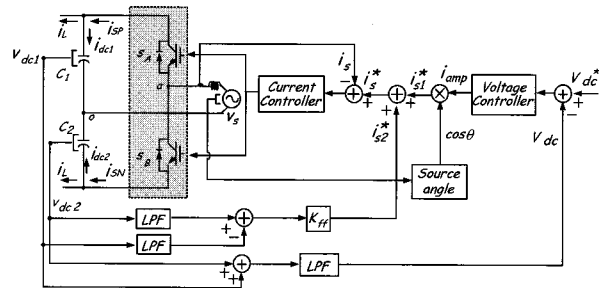 i_L
i_SP
V_dc1
i_dc1
C_1
S_A
a
i_s
i_s*
i_s1*
i_amp
V_dc*
Current Controller
Voltage Controller
V_s
o
C_2
i_s2*
cosθ
V_dc
i_L
i_dc2
i_SN
S_B
Source angle
V_dc2
LPF
K_ff
LPF
LPF